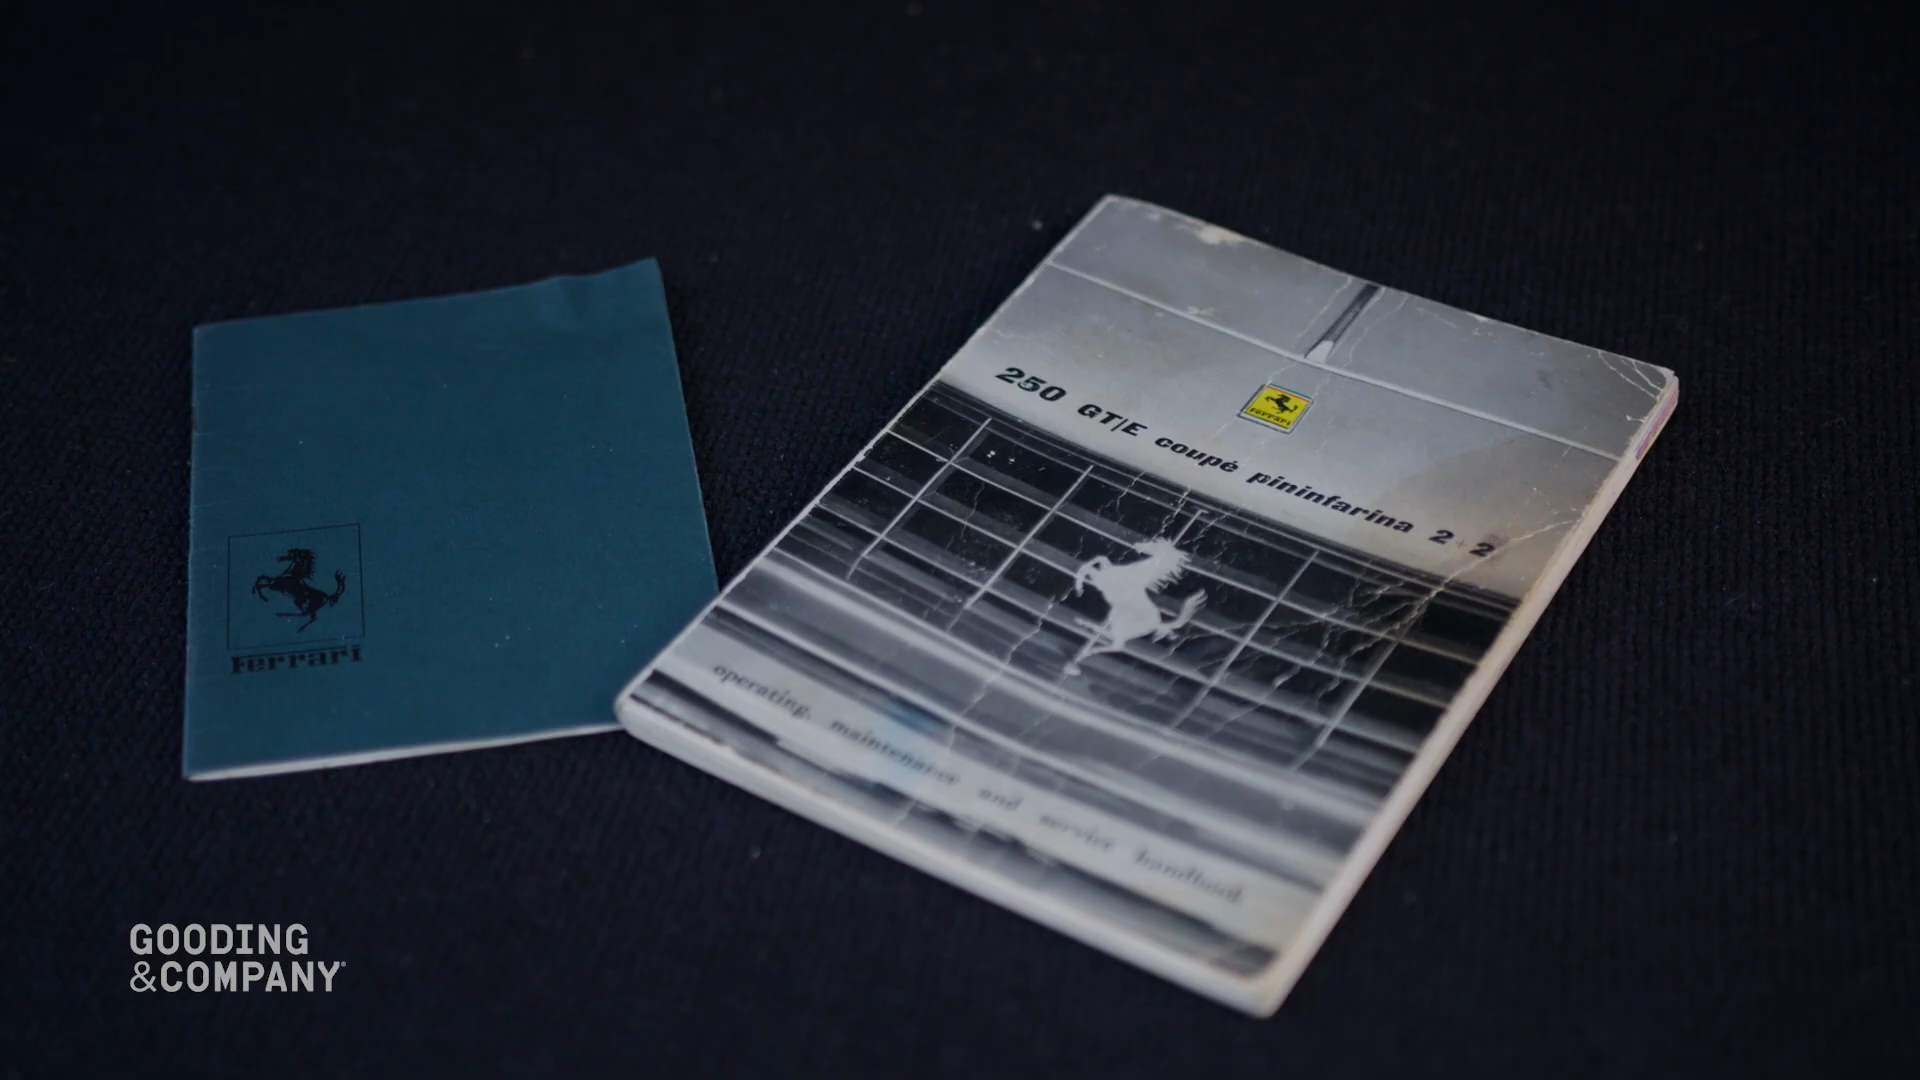 250 GT/E coupé pininfarina 2+2
Ferrari
operating, maintenance and service handbook
Ferrari
GOODING
&COMPANY